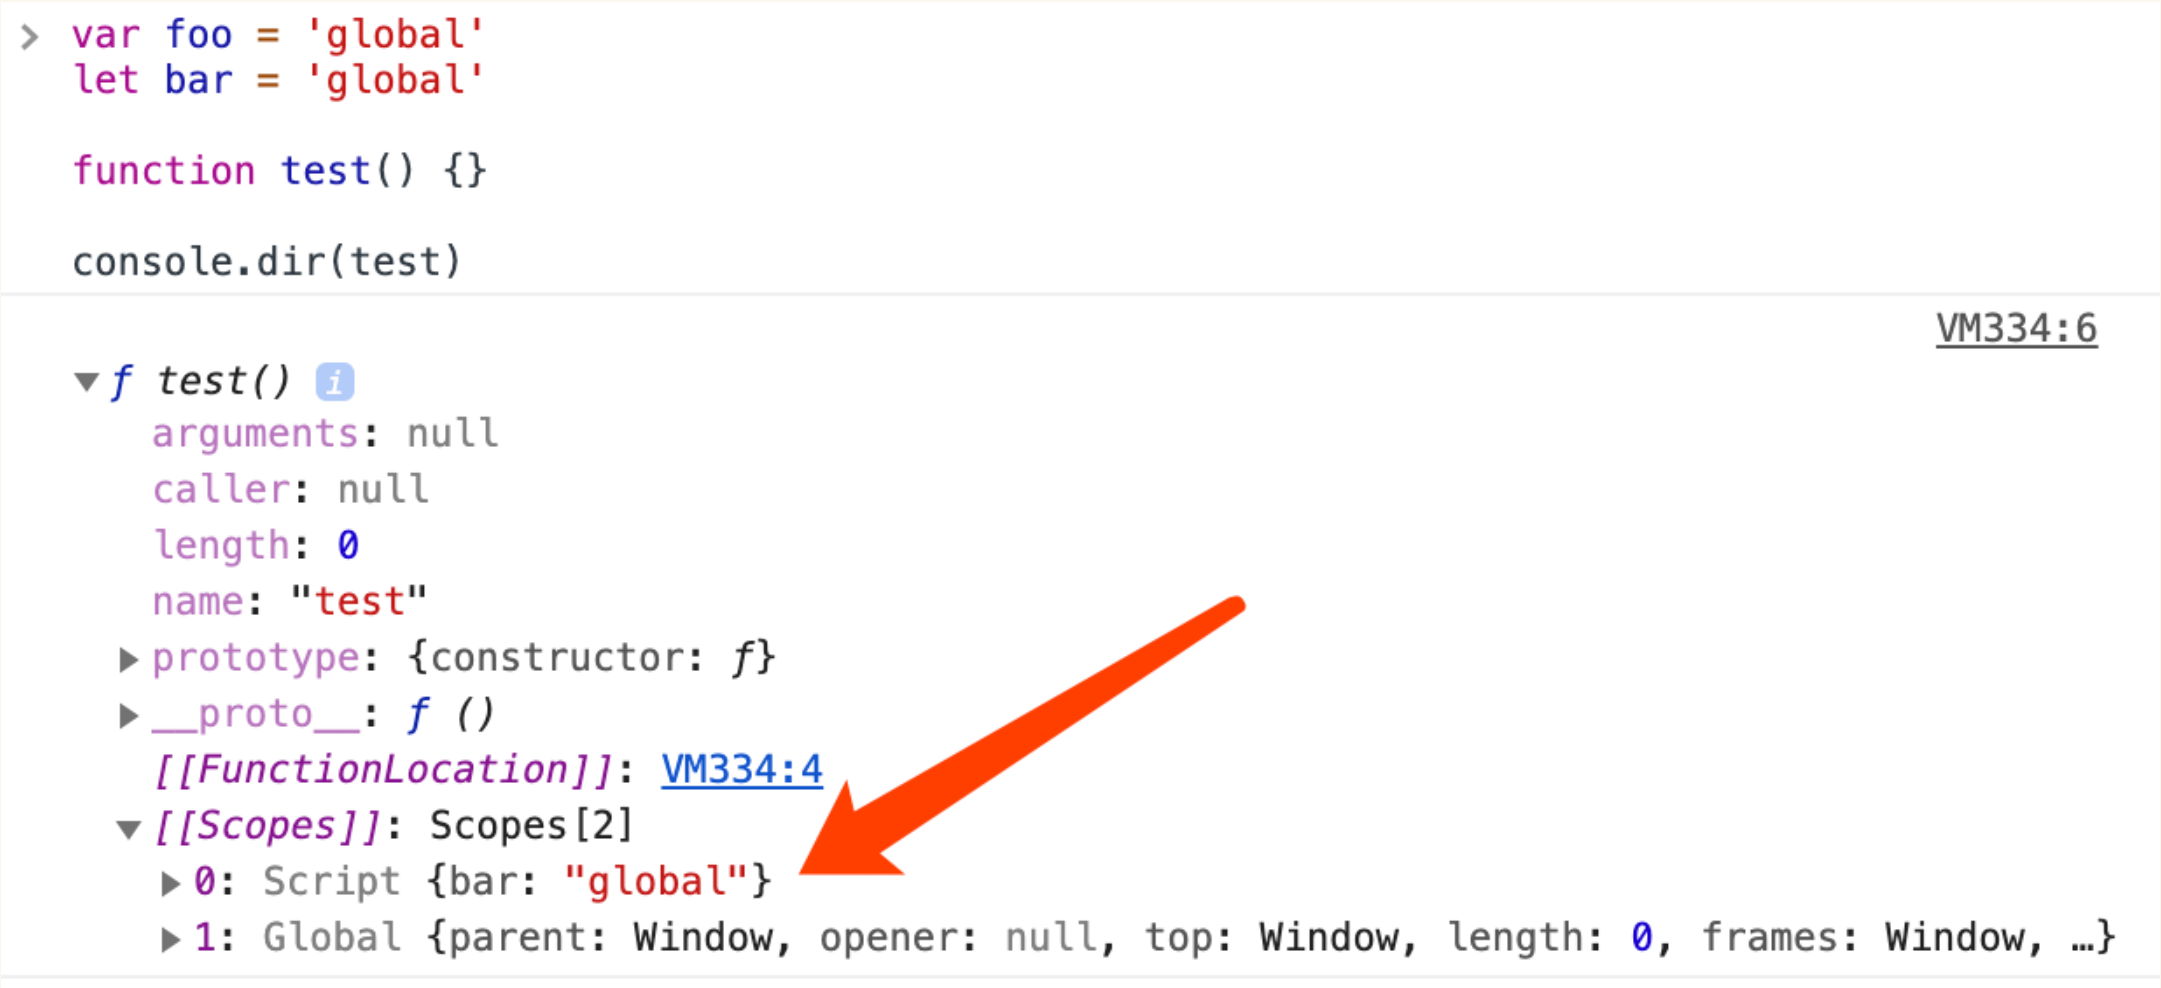 var foo = 'global'
let bar = 'global'
function test() {}
console.dir(test)
VM334:6
ƒ test() i
arguments: null
caller: null
length: 0
name: "test"
prototype: {constructor: ƒ}
__proto__: ƒ ()
[[FunctionLocation]]: VM334:4
[[Scopes]]: Scopes[2]
0: Script {bar: "global"}
1: Global {parent: Window, opener: null, top: Window, length: 0, frames: Window, …}